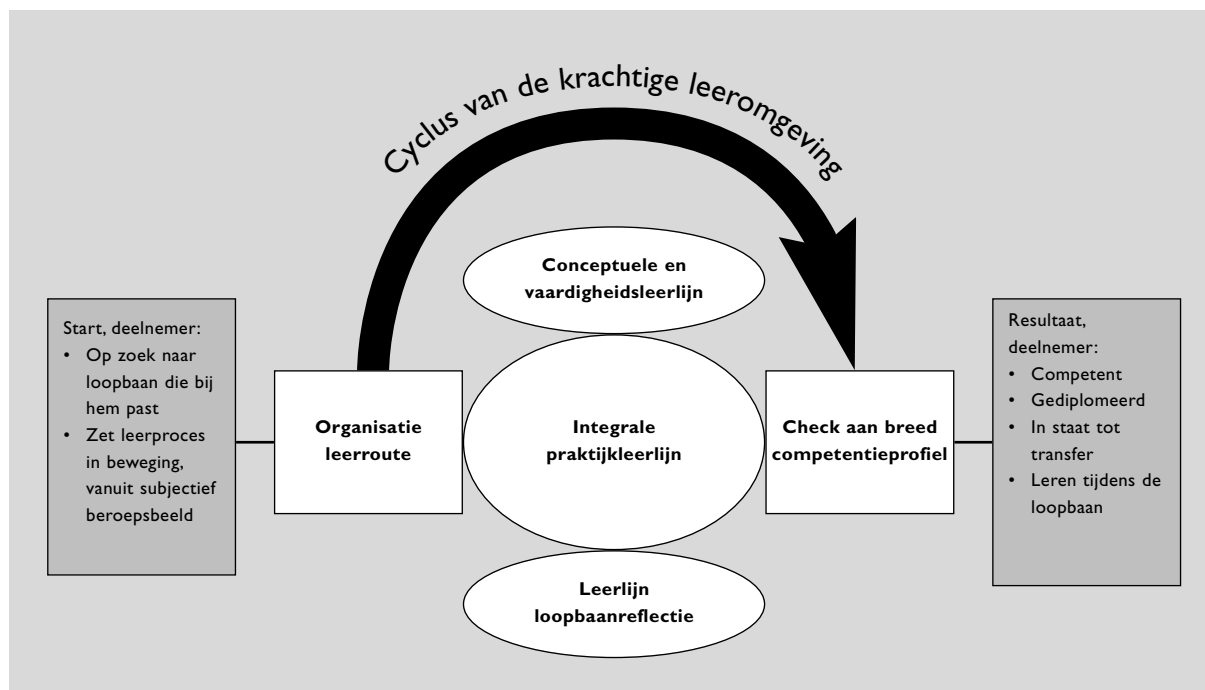 Cyclus van de krachtige leeromgeving
Conceptuele en
vaardigheidsleerlijn
Start, deelnemer:
• Op zoek naar
loopbaan die bij
hem past
• Zet leerproces
in beweging,
vanuit subjectief
beroepsbeeld
Organisatie
leerroute
Integrale
praktijkleerlijn
Check aan breed
competentieprofiel
Resultaat,
deelnemer:
• Competent
• Gediplomeerd
• In staat tot
transfer
• Leren tijdens de
loopbaan
Leerlijn
loopbaanreflectie